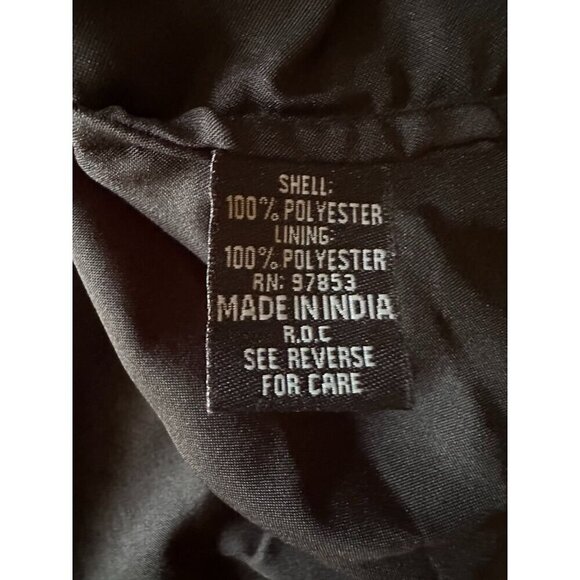 SHELL:
100% POLYESTER
LINING:
100% POLYESTER
RN: 97853
MADE IN INDIA
R.O.C
SEE REVERSE
FOR CARE